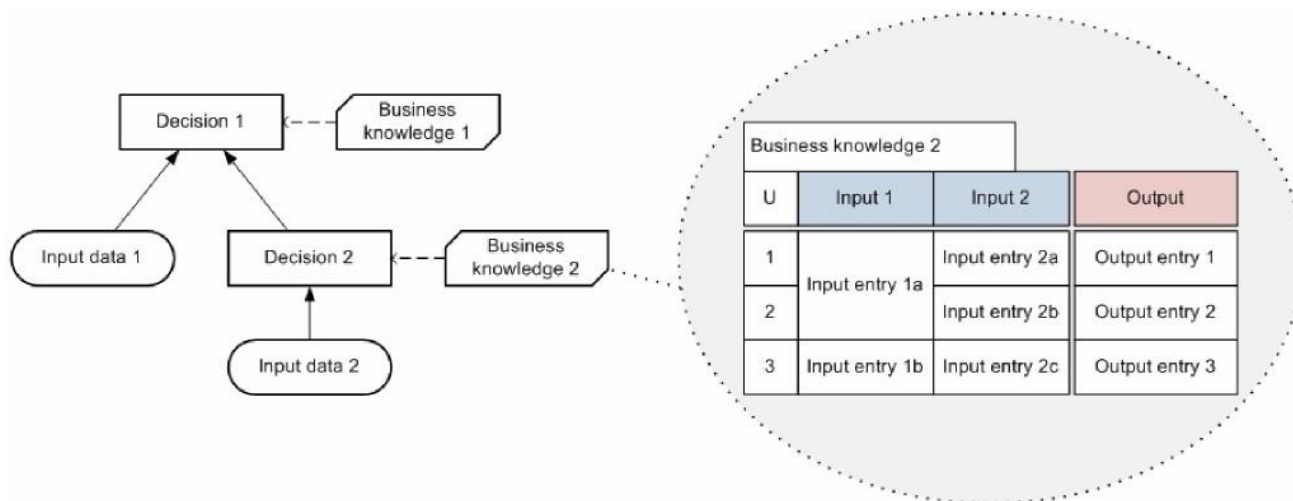 Decision 1
Business
knowledge 1
Input data 1
Decision 2
Business
knowledge 2
Input data 2
Business knowledge 2
U Input 1 Input 2 Output
1 Input entry 1a Input entry 2a Output entry 1
2 Input entry 2b Output entry 2
3 Input entry 1b Input entry 2c Output entry 3